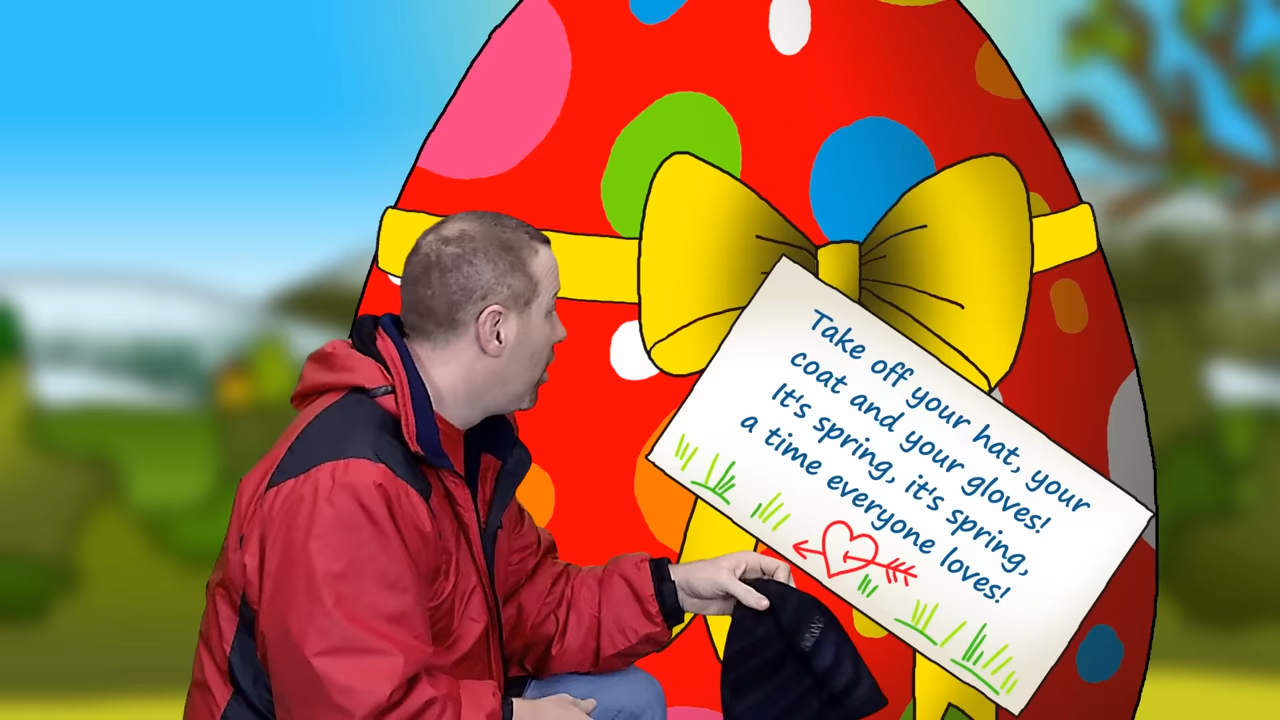 Take off your hat, your
coat and your gloves!
It's spring, it's spring,
a time everyone loves!